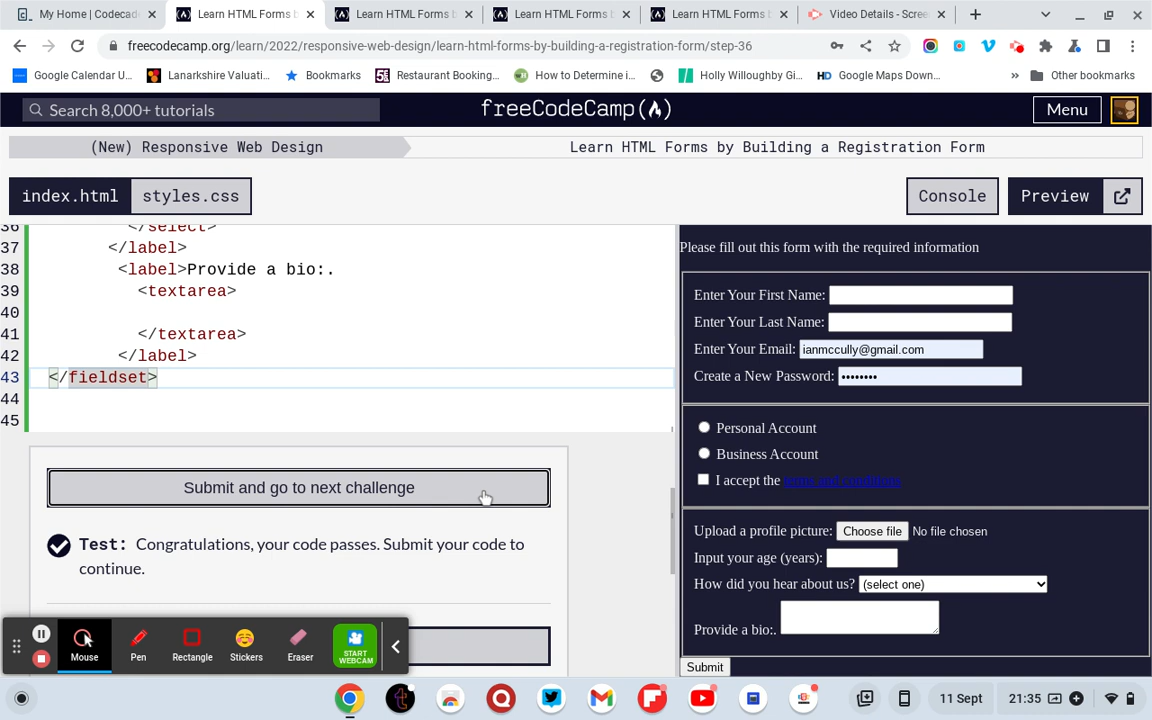 My Home | Codecad
Learn HTML Forms b
Learn HTML Forms b
Learn HTML Forms b
Learn HTML Forms b
Video Details - Scree
freecodecamp.org/learn/2022/responsive-web-design/learn-html-forms-by-building-a-registration-form/step-36
Google Calendar U...
Lanarkshire Valuati...
Bookmarks
Restaurant Booking...
How to Determine i...
Holly Willoughby Gi...
HD Google Maps Down...
»
Other bookmarks
Search 8,000+ tutorials
freeCodeCamp
Menu
(New) Responsive Web Design
Learn HTML Forms by Building a Registration Form
index.html
styles.css
Console
Preview
36 </select>
37 </label>
38 <label>Provide a bio:.
39 <textarea>
40
41 </textarea>
42 </label>
43 </fieldset>
44
45
Submit and go to next challenge
Test: Congratulations, your code passes. Submit your code to
continue.
Please fill out this form with the required information
Enter Your First Name:
Enter Your Last Name:
Enter Your Email: ianmccully@gmail.com
Create a New Password: ••••••••
Personal Account
Business Account
I accept the terms and conditions
Upload a profile picture: Choose file No file chosen
Input your age (years):
How did you hear about us? (select one)
Provide a bio:.
Submit
Mouse
Pen
Rectangle
Stickers
Eraser
START
WEBCAM
11 Sept
21:35